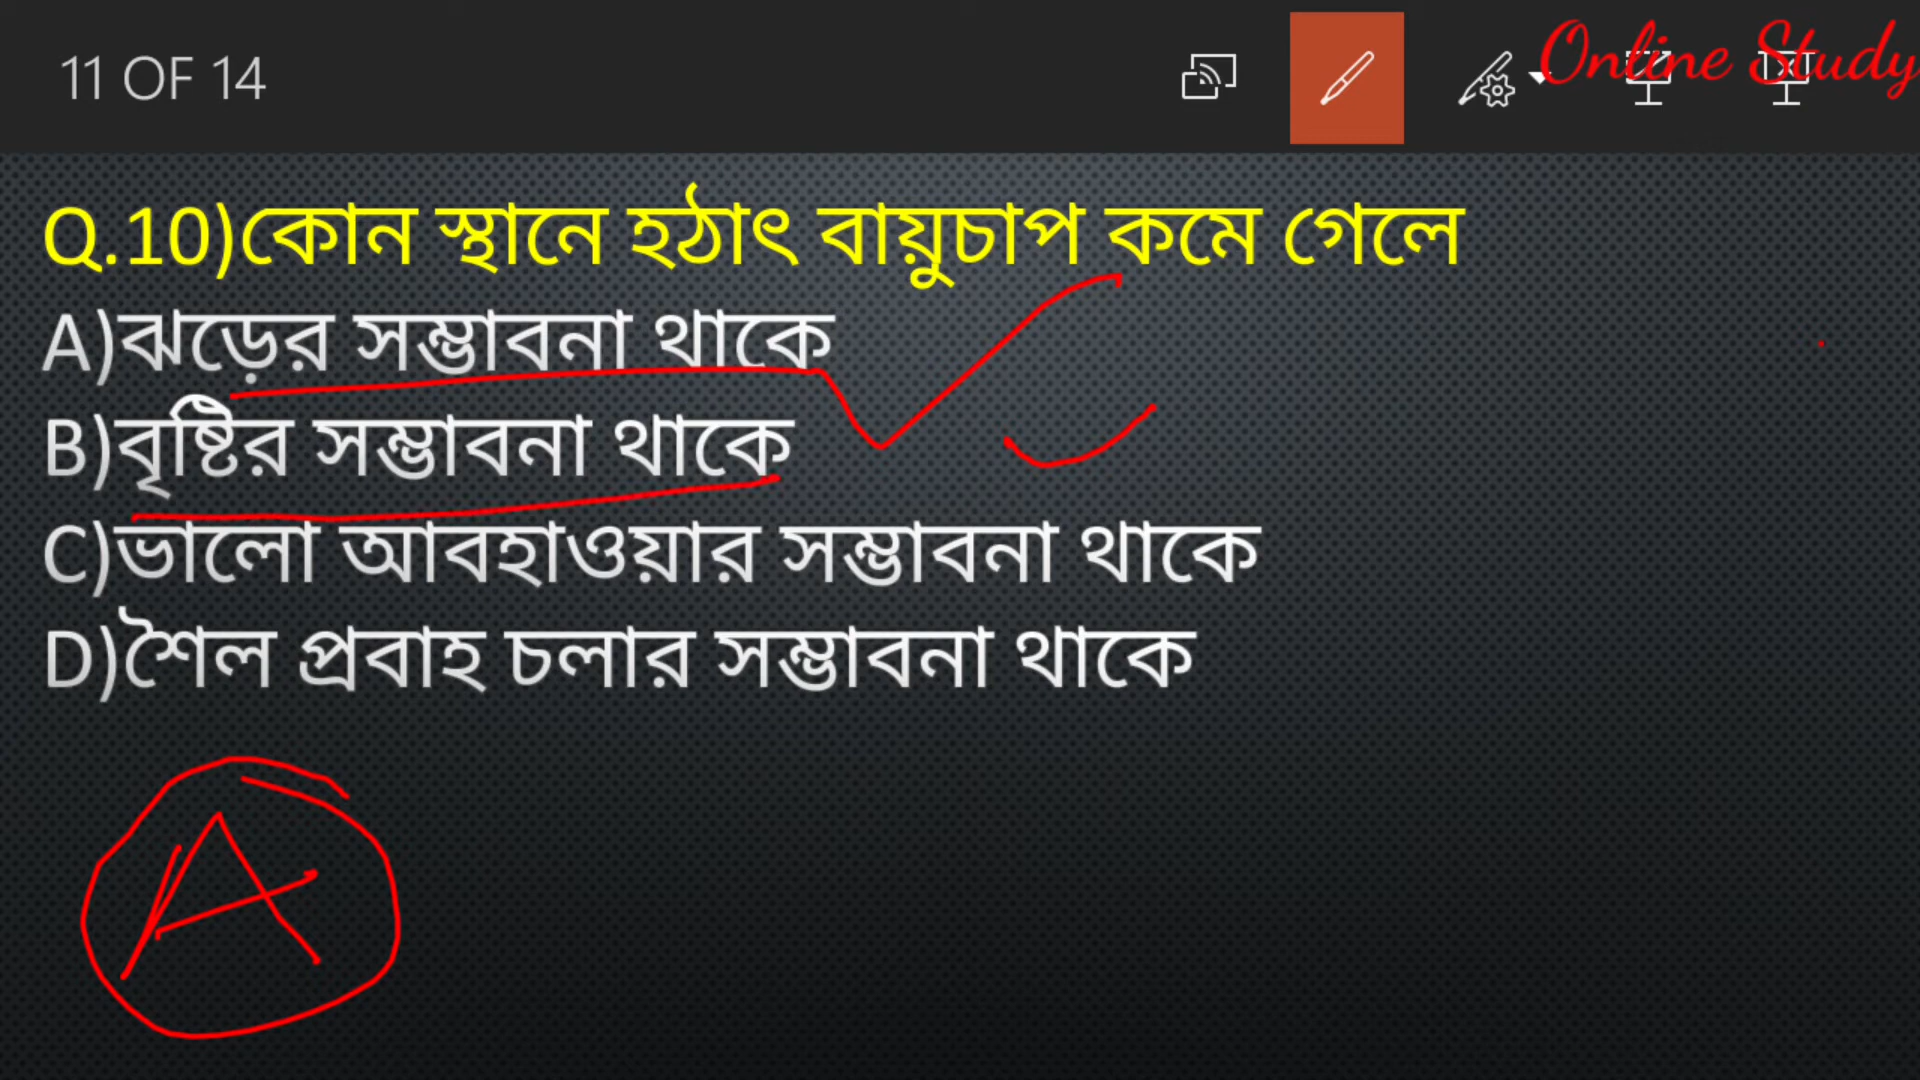 11 OF 14
Online Study
Q.10)কোন স্থানে হঠাৎ বায়ুচাপ কমে গেলে
A)ঝড়ের সম্ভাবনা থাকে
B)বৃষ্টির সম্ভাবনা থাকে
C)ভালো আবহাওয়ার সম্ভাবনা থাকে
D)শৈল প্রবাহ চলার সম্ভাবনা থাকে
A